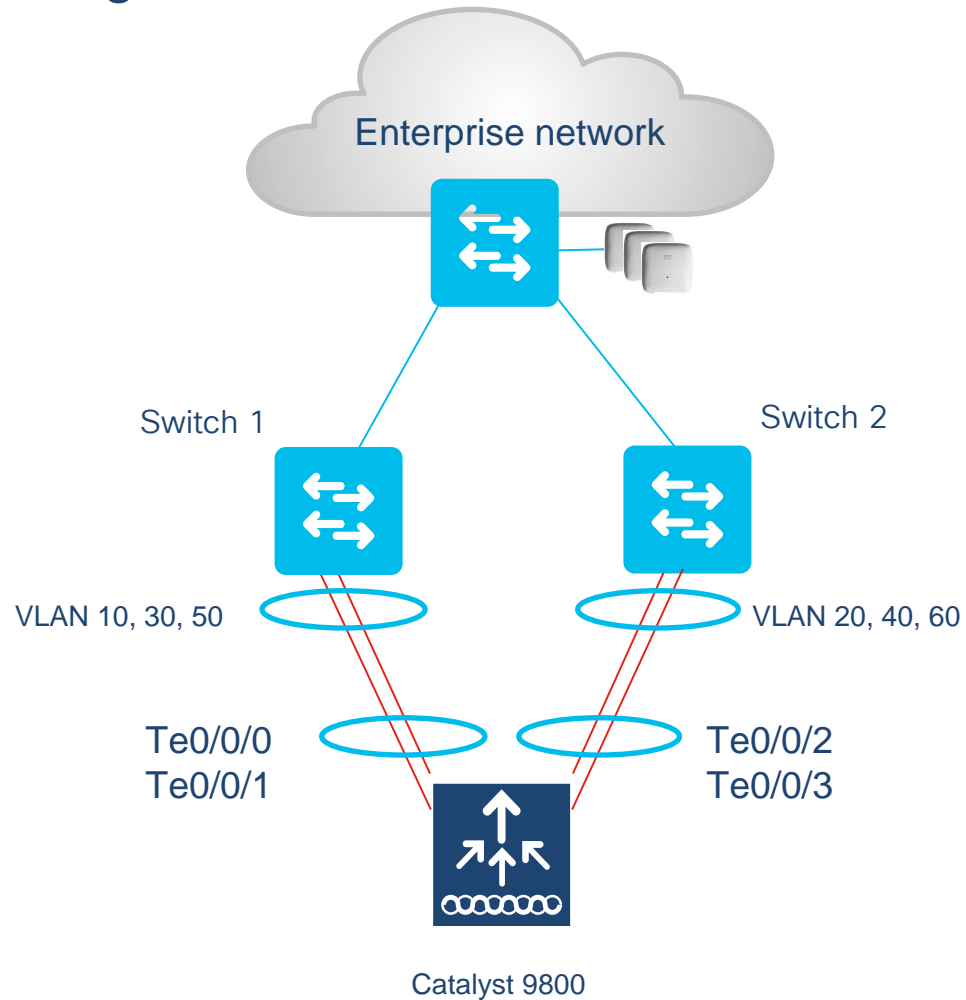 Enterprise network
Switch 1
Switch 2
VLAN 10, 30, 50
VLAN 20, 40, 60
Te0/0/0
Te0/0/1
Te0/0/2
Te0/0/3
Catalyst 9800